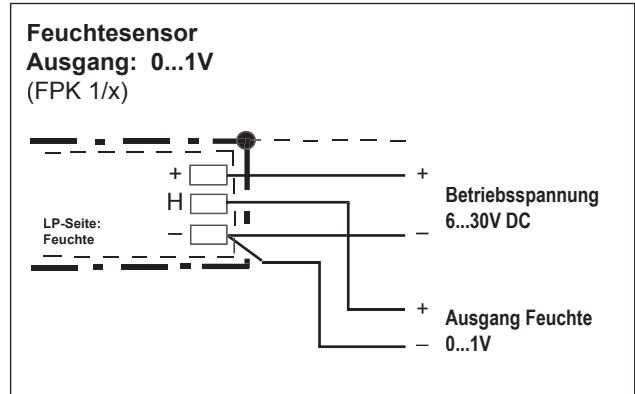 Feuchtesensor
Ausgang: 0...1V
(FPK 1/x)
+
H
–
LP-Seite:
Feuchte
+
Betriebsspannung
6...30V DC
–
+
Ausgang Feuchte
– 0...1V